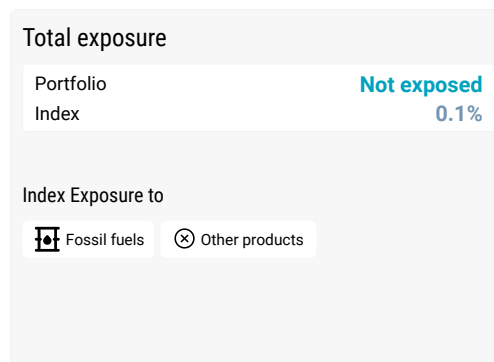 Total exposure
Portfolio Not exposed
Index 0.1%
Index Exposure to
Fossil fuels Other products